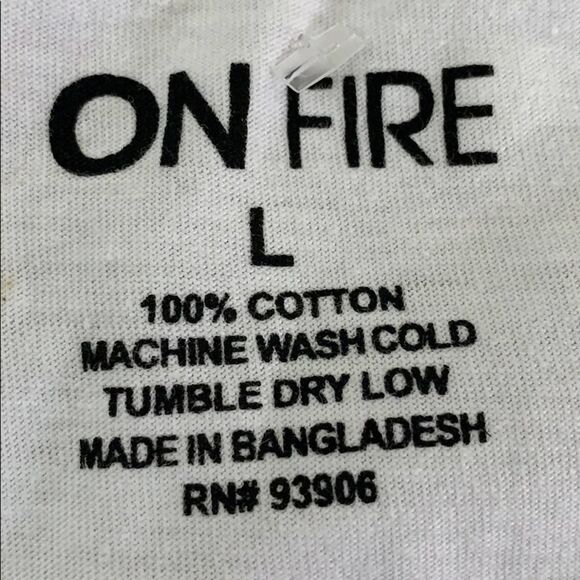 ON FIRE
L
100% COTTON
MACHINE WASH COLD
TUMBLE DRY LOW
MADE IN BANGLADESH
RN# 93906